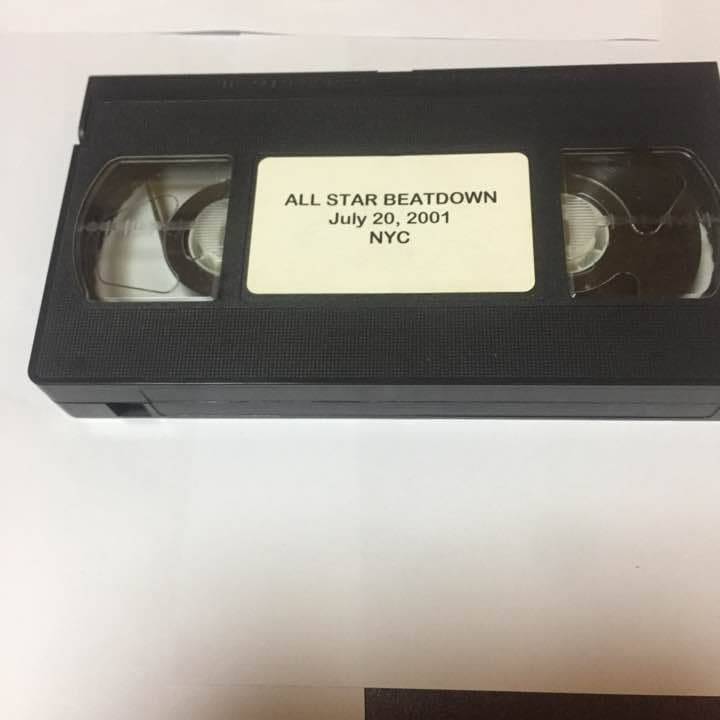 ALL STAR BEATDOWN
July 20, 2001
NYC